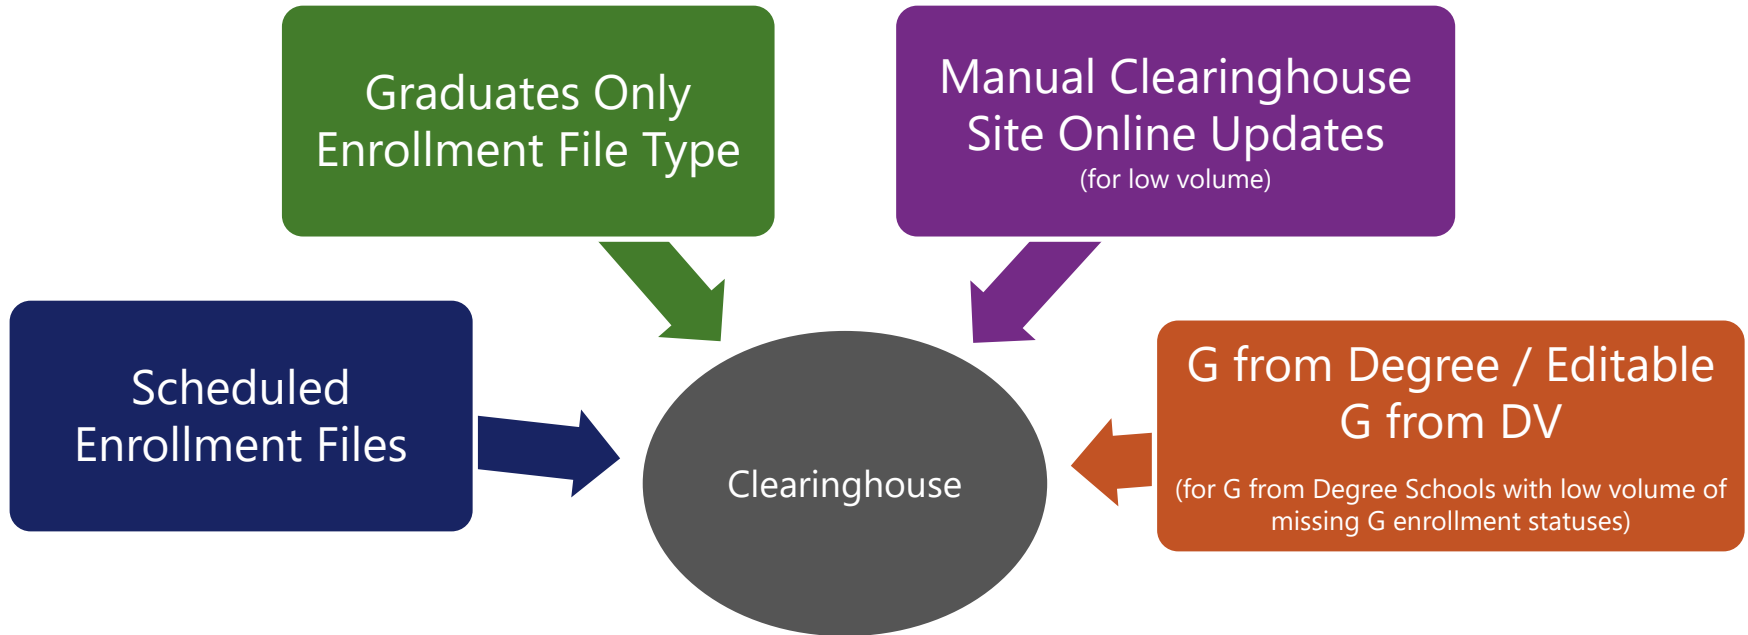 Graduates Only
Enrollment File Type
Manual Clearinghouse
Site Online Updates
(for low volume)
Scheduled
Enrollment Files
Clearinghouse
G from Degree / Editable
G from DV
(for G from Degree Schools with low volume of
missing G enrollment statuses)